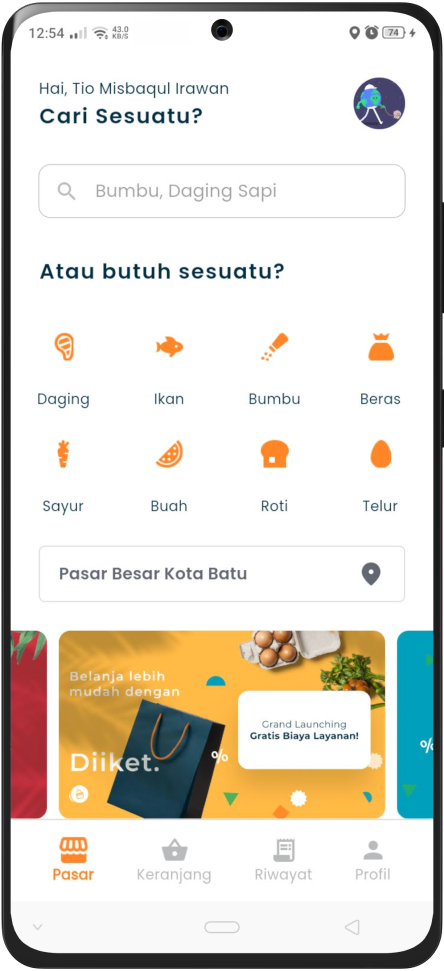 12:54 43.0 KB/S 74
Hai, Tio Misbaqul Irawan
Cari Sesuatu?
Bumbu, Daging Sapi
Atau butuh sesuatu?
Daging Ikan Bumbu Beras
Sayur Buah Roti Telur
Pasar Besar Kota Batu
Belanja lebih
mudah dengan
Diiket.
%
Grand Launching
Gratis Biaya Layanan!
%
Pasar Keranjang Riwayat Profil